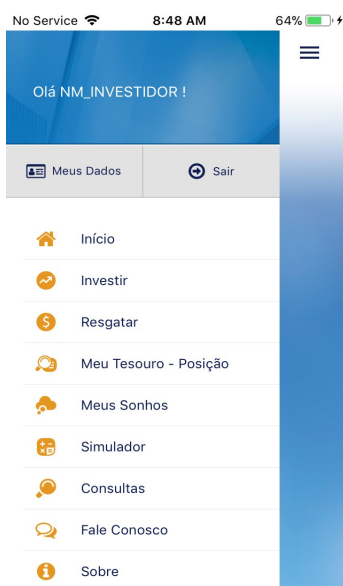 No Service 8:48 AM 64%
Olá NM_INVESTIDOR !
Meus Dados Sair
Início
Investir
Resgatar
Meu Tesouro - Posição
Meus Sonhos
Simulador
Consultas
Fale Conosco
Sobre